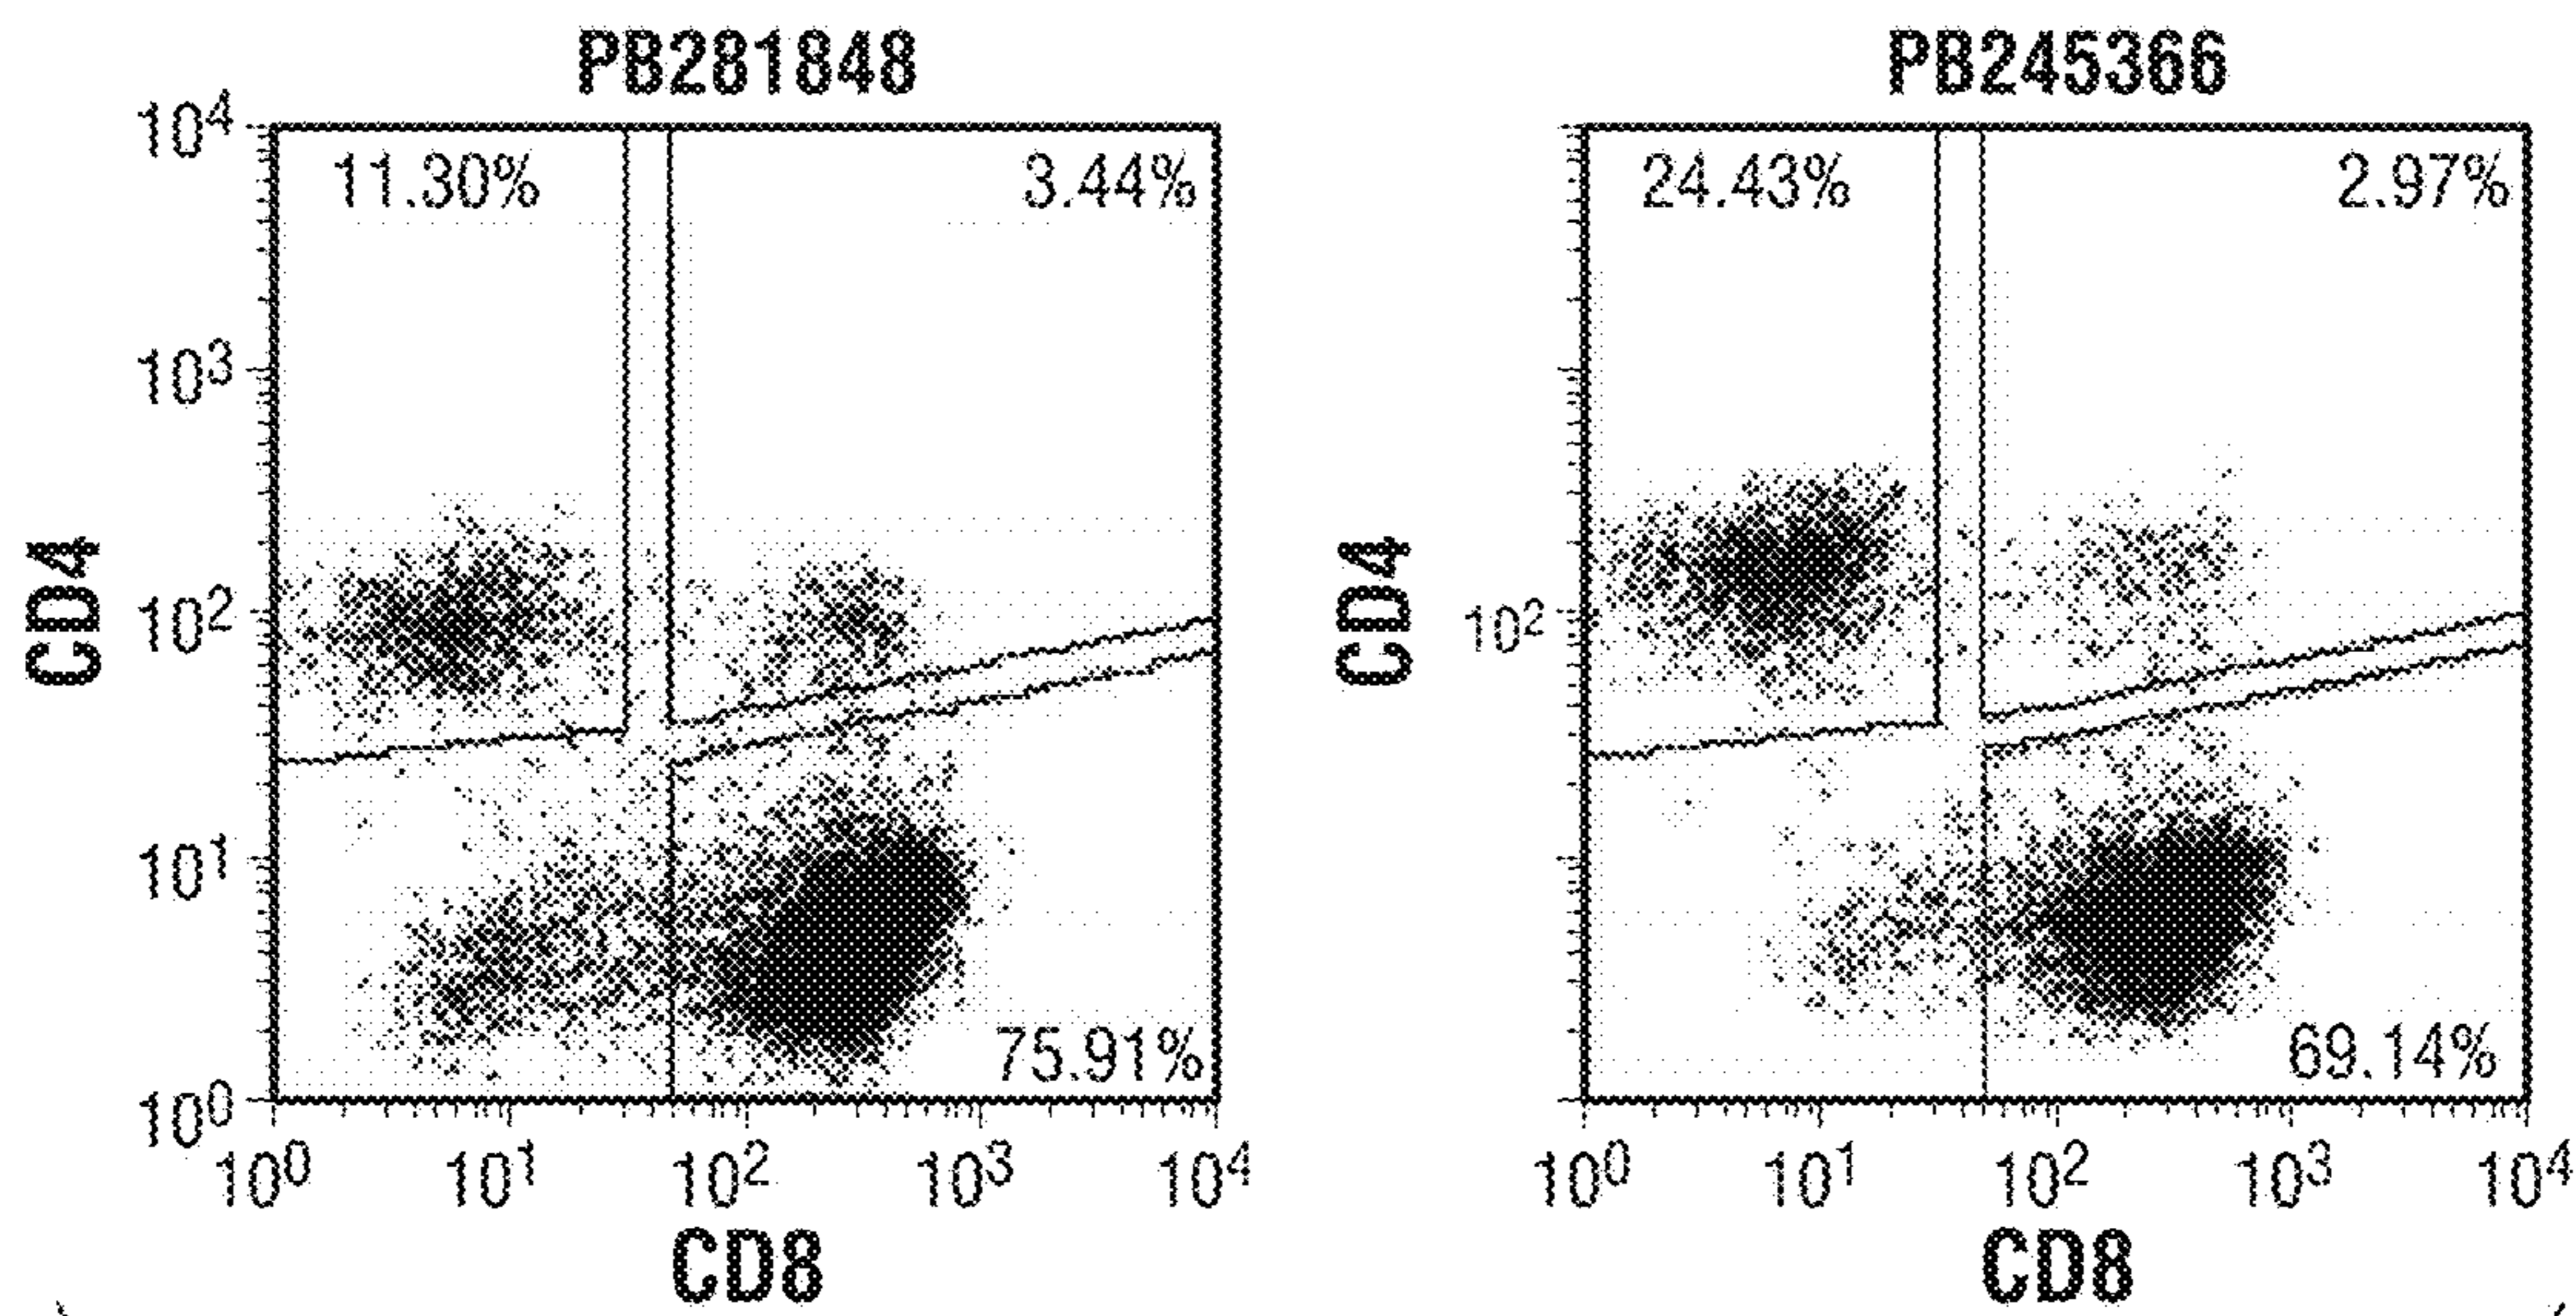 PB281848
11.30%
3.44%
10⁴
10³
10²
10¹
10⁰
CD4
75.91%
10⁰ 10¹ 10² 10³ 10⁴
CD8
PB245366
24.43%
2.97%
10²
CD4
69.14%
10⁰ 10¹ 10² 10³ 10⁴
CD8